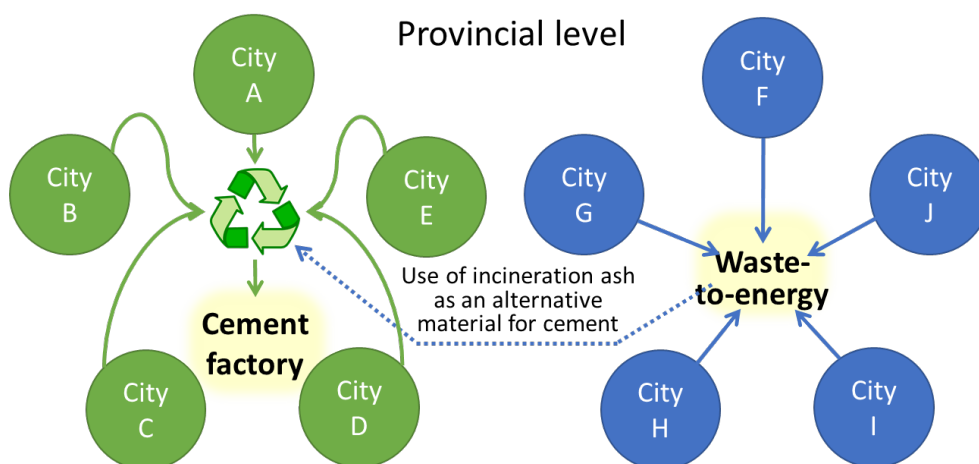 Provincial level
City
A
City
B
City
C
City
D
City
E
Cement
factory
Use of incineration ash
as an alternative
material for cement
City
F
City
G
City
H
City
I
City
J
Waste-
to-energy